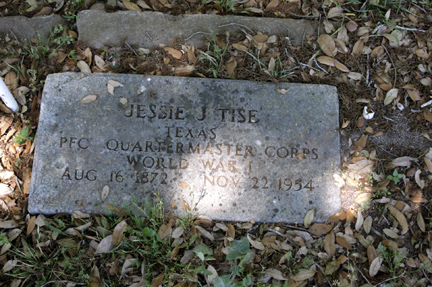 JESSIE J TISE
TEXAS
PFC QUARTERMASTER CORPS
WORLD WAR I
AUG 16 1872 NOV 22 1954